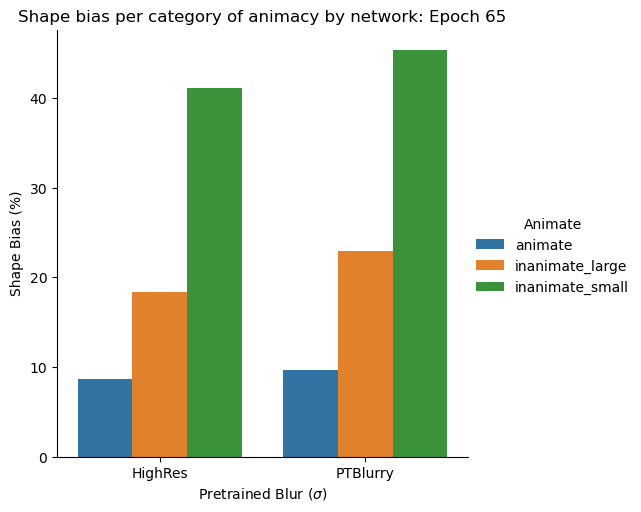 Shape bias per category of animacy by network: Epoch 65
Shape Bias (%)
40
30
20
10
0
HighRes
PTBlurry
Pretrained Blur (σ)
Animate
animate
inanimate_large
inanimate_small